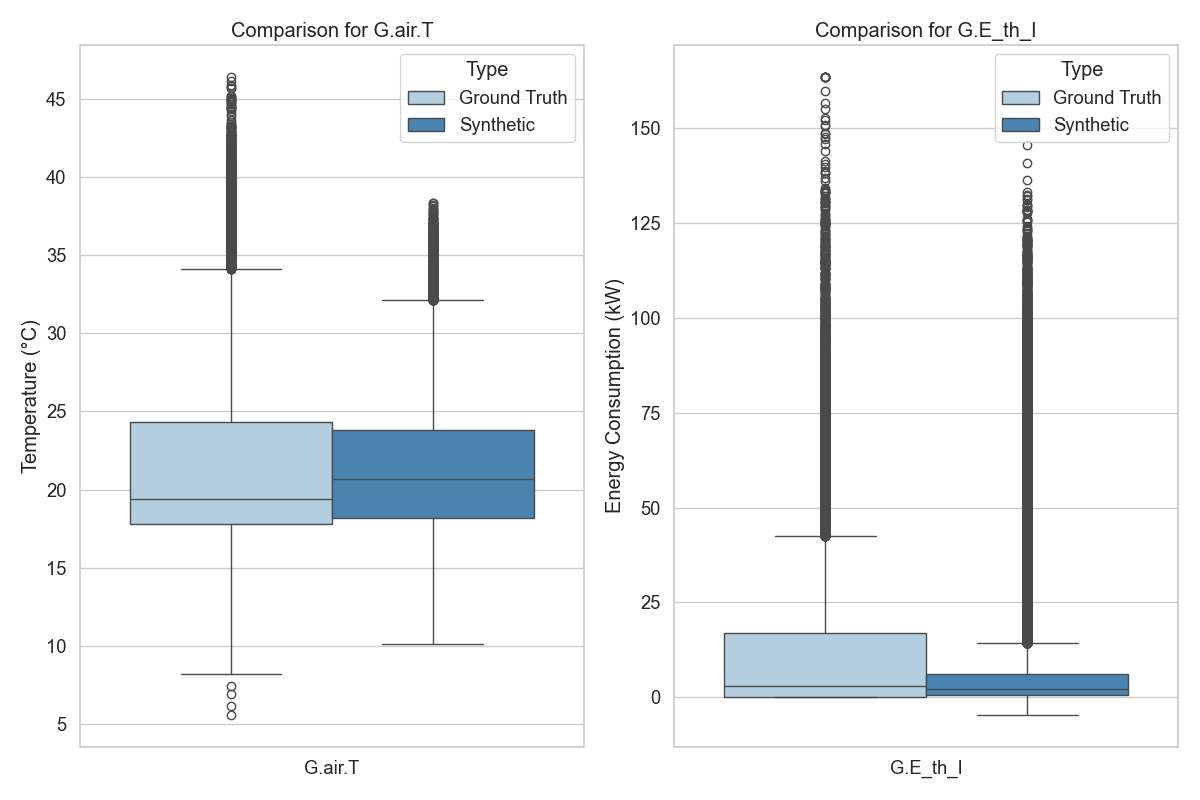 Comparison for G.air.T
Type
Ground Truth
Synthetic
Temperature (°C)
45
40
35
30
25
20
15
10
5
G.air.T
Comparison for G.E_th_I
Type
Ground Truth
Synthetic
Energy Consumption (kW)
150
125
100
75
50
25
0
G.E_th_I